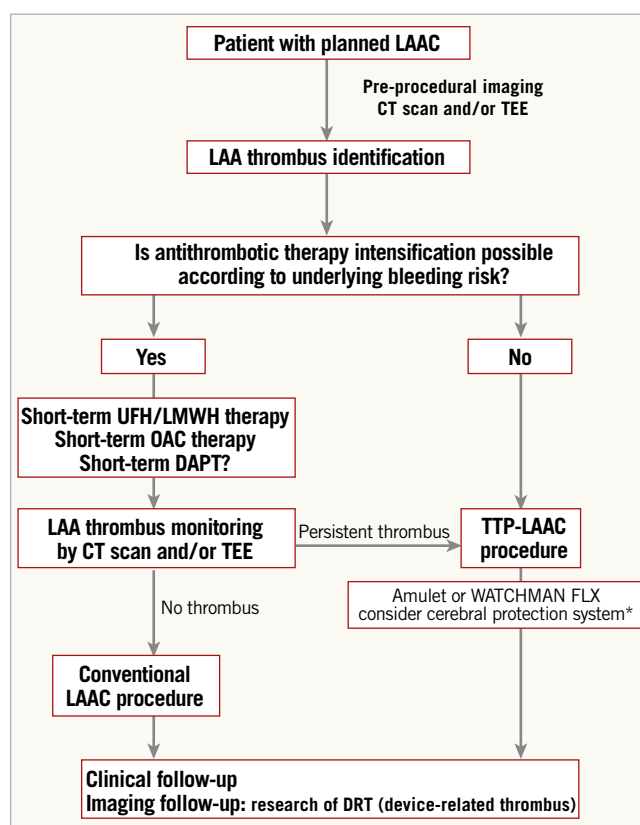 Patient with planned LAAC
Pre-procedural imaging
CT scan and/or TEE
LAA thrombus identification
Is antithrombotic therapy intensification possible
according to underlying bleeding risk?
Yes
No
Short-term UFH/LMWH therapy
Short-term OAC therapy
Short-term DAPT?
LAA thrombus monitoring
by CT scan and/or TEE
Persistent thrombus
TTP-LAAC
procedure
Amulet or WATCHMAN FLX
consider cerebral protection system*
No thrombus
Conventional
LAAC procedure
Clinical follow-up
Imaging follow-up: research of DRT (device-related thrombus)